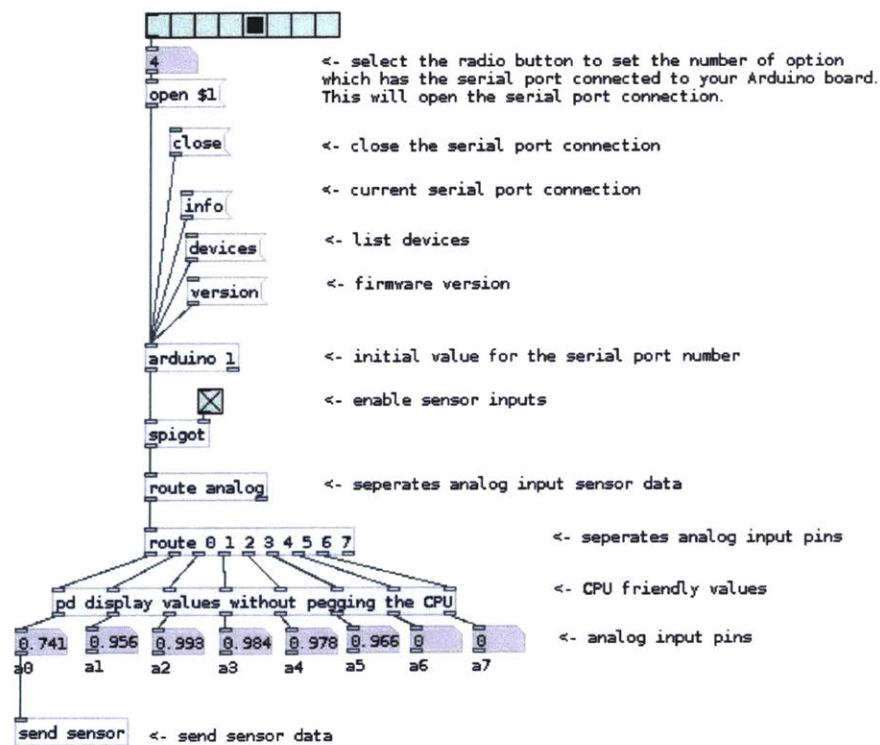 4
<- select the radio button to set the number of option
which has the serial port connected to your Arduino board.
This will open the serial port connection.
open $1
close
<- close the serial port connection
<- current serial port connection
info
<- list devices
devices
<- firmware version
version
arduino 1
<- initial value for the serial port number
<- enable sensor inputs
spigot
route analog
<- seperates analog input sensor data
route 0 1 2 3 4 5 6 7
<- seperates analog input pins
pd display values without pegging the CPU
<- CPU friendly values
0.741 0.956 0.993 0.984 0.978 0.966 0 0
<- analog input pins
a0 a1 a2 a3 a4 a5 a6 a7
send sensor
<- send sensor data